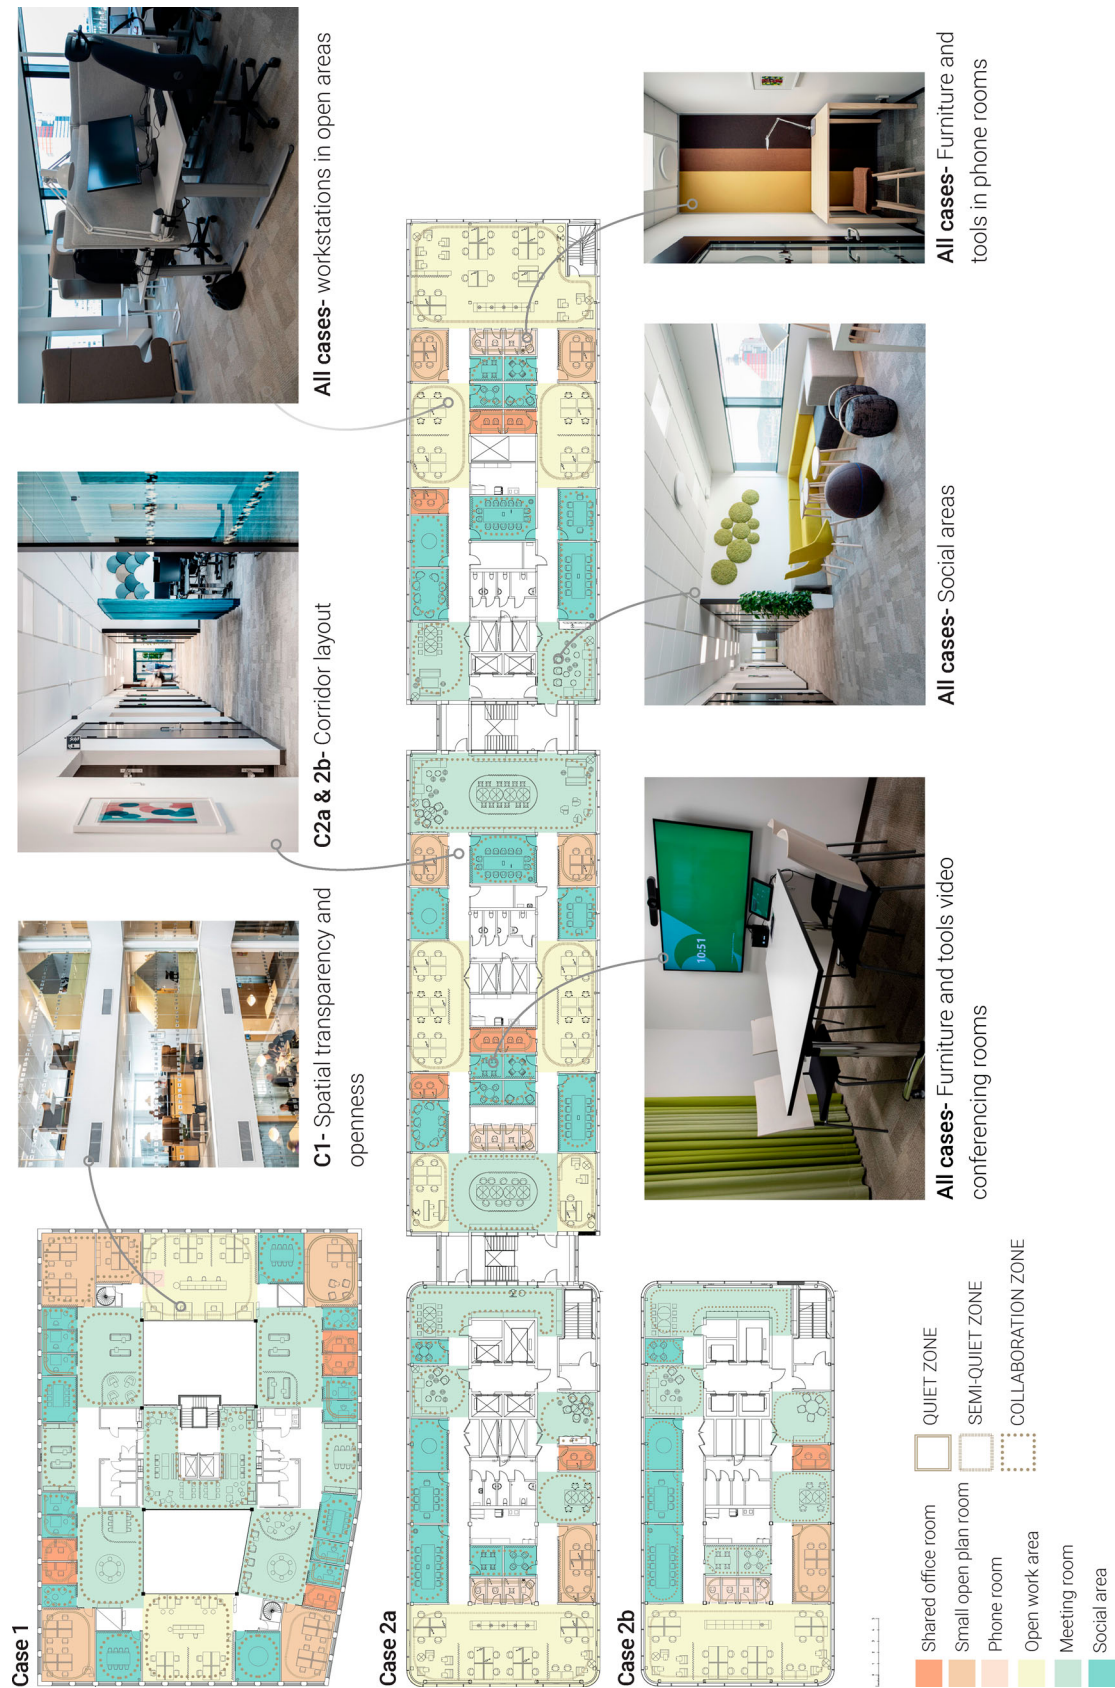 All cases- workstations in open areas
C2a & 2b- Corridor layout
C1- Spatial transparency and
openness
Case 1
Case 2a
Case 2b
All cases- Furniture and
tools in phone rooms
All cases- Social areas
All cases- Furniture and tools video
conferencing rooms
10:51
Shared office room
Small open plan room
Phone room
Open work area
Meeting room
Social area
QUIET ZONE
SEMI-QUIET ZONE
COLLABORATION ZONE